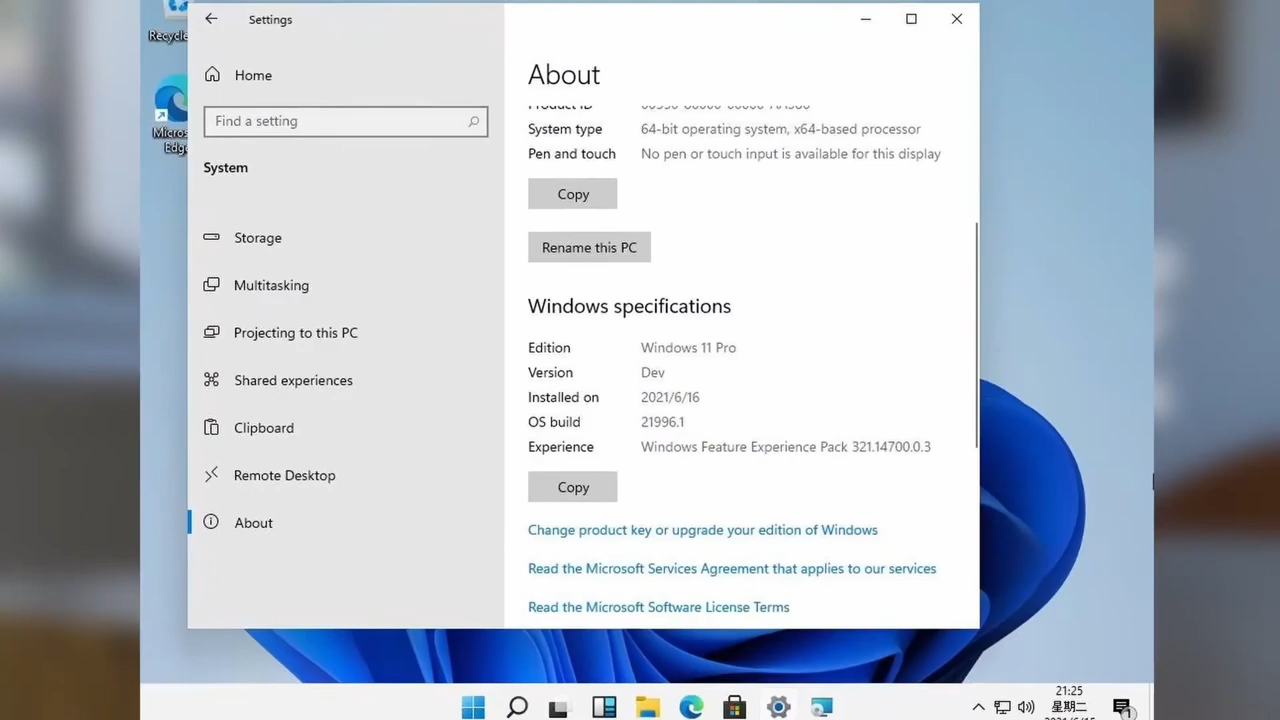 Settings
Recycle
Home
About
Find a setting
Product ID
System type 64-bit operating system, x64-based processor
Micros
Edge
Pen and touch No pen or touch input is available for this display
System
Copy
Storage
Rename this PC
Multitasking
Windows specifications
Projecting to this PC
Edition Windows 11 Pro
Version Dev
Shared experiences
Installed on 2021/6/16
OS build 21996.1
Clipboard
Experience Windows Feature Experience Pack 321.14700.0.3
Remote Desktop
Copy
About
Change product key or upgrade your edition of Windows
Read the Microsoft Services Agreement that applies to our services
Read the Microsoft Software License Terms
21:25
星期二
1